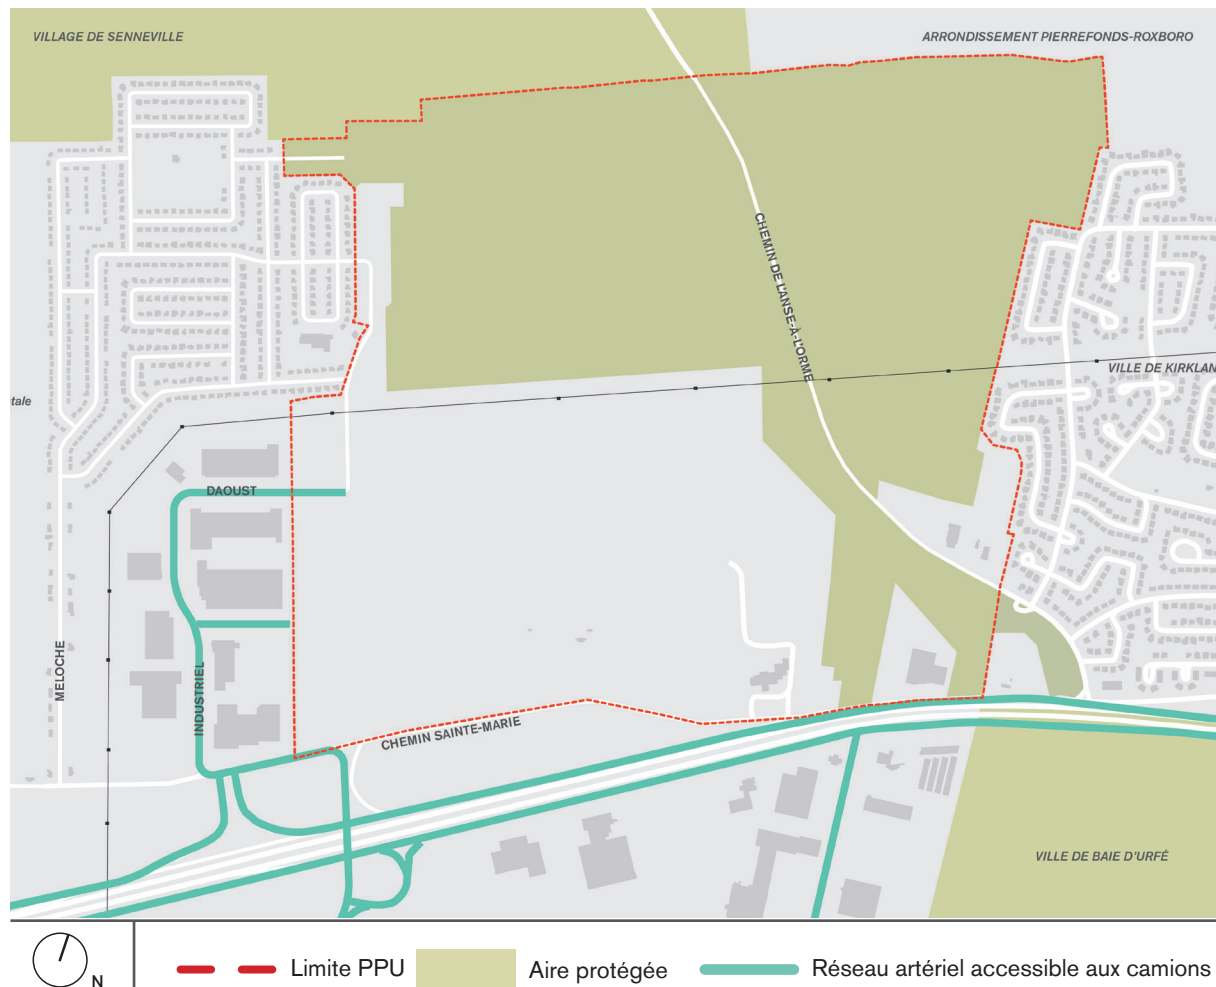 VILLAGE DE SENNEVILLE
ARRONDISSEMENT PIERREFONDS-ROXBORO
CHEMIN DE L'ANSE-À-L'ORME
VILLE DE KIRKLAN
tale
DAOUST
MELOCHE
INDUSTRIEL
CHEMIN SAINTE-MARIE
VILLE DE BAIE D'URFÉ
N
Limite PPU
Aire protégée
Réseau artériel accessible aux camions